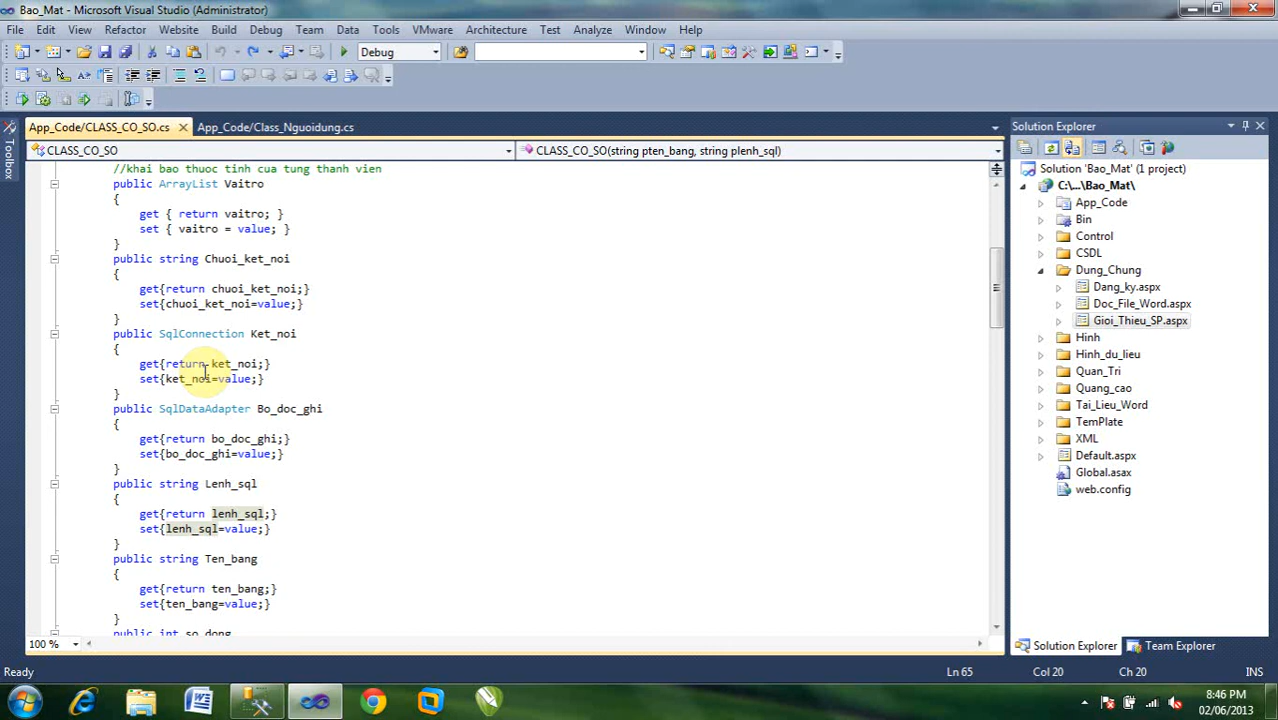 Bao_Mat - Microsoft Visual Studio (Administrator)
File Edit View Refactor Website Build Debug Team Data Tools VMware Architecture Test Analyze Window Help
Debug
App_Code/CLASS_CO_SO.cs App_Code/Class_Nguoidung.cs
CLASS_CO_SO CLASS_CO_SO(string pten_bang, string plenh_sql)
//khai bao thuoc tinh cua tung thanh vien
public ArrayList Vaitro
{
get { return vaitro; }
set { vaitro = value; }
}
public string Chuoi_ket_noi
{
get{return chuoi_ket_noi;}
set{chuoi_ket_noi=value;}
}
public SqlConnection Ket_noi
{
get{return ket_noi;}
set{ket_noi=value;}
}
public SqlDataAdapter Bo_doc_ghi
{
get{return bo_doc_ghi;}
set{bo_doc_ghi=value;}
}
public string Lenh_sql
{
get{return lenh_sql;}
set{lenh_sql=value;}
}
public string Ten_bang
{
get{return ten_bang;}
set{ten_bang=value;}
}
public int so_dong
100 %
Toolbox
Solution Explorer
Solution 'Bao_Mat' (1 project)
C:\...\Bao_Mat\
App_Code
Bin
Control
CSDL
Dung_Chung
Dang_ky.aspx
Doc_File_Word.aspx
Gioi_Thieu_SP.aspx
Hinh
Hinh_du_lieu
Quan_Tri
Quang_cao
Tai_Lieu_Word
TemPlate
XML
Default.aspx
Global.asax
web.config
Solution Explorer Team Explorer
Ready Ln 65 Col 20 Ch 20 INS
8:46 PM
02/06/2013